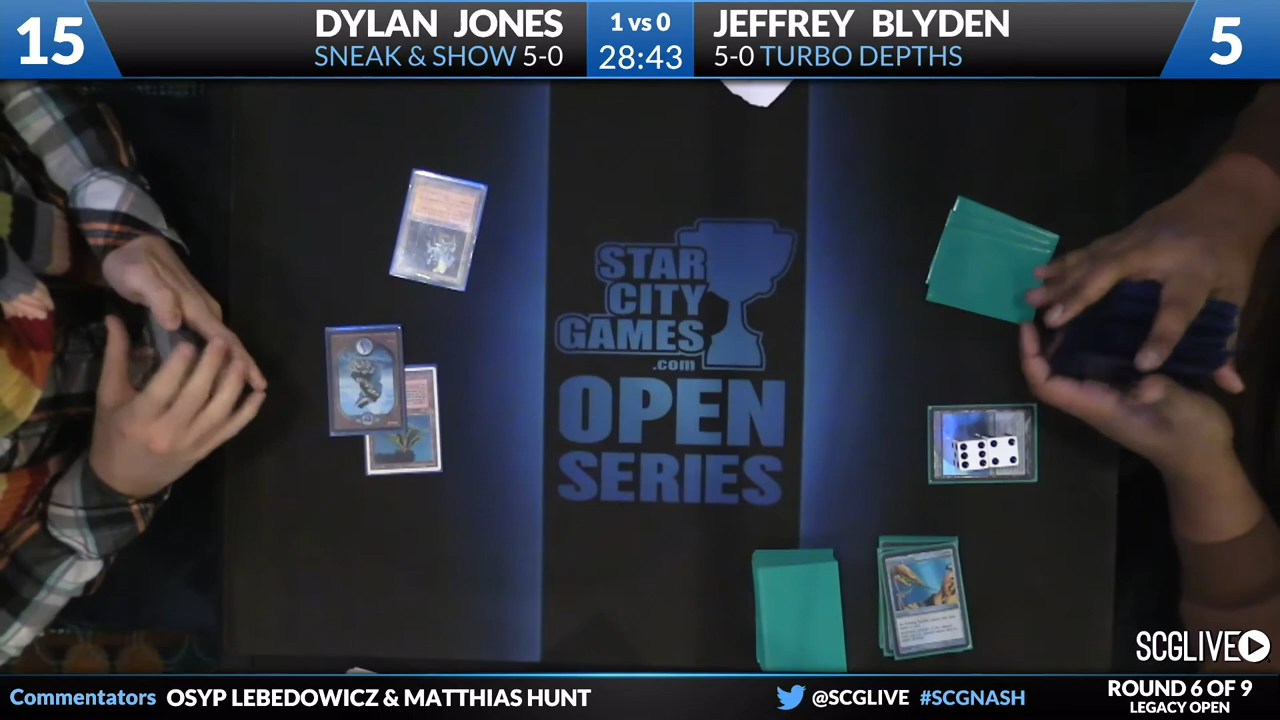 15
DYLAN JONES
SNEAK & SHOW 5-0
1 vs 0
28:43
JEFFREY BLYDEN
5-0 TURBO DEPTHS
5
STAR
CITY
GAMES
.com
OPEN
SERIES
SCGLIVE
Commentators OSYP LEBEDOWICZ & MATTHIAS HUNT
@SCGLIVE #SCGNASH
ROUND 6 OF 9
LEGACY OPEN